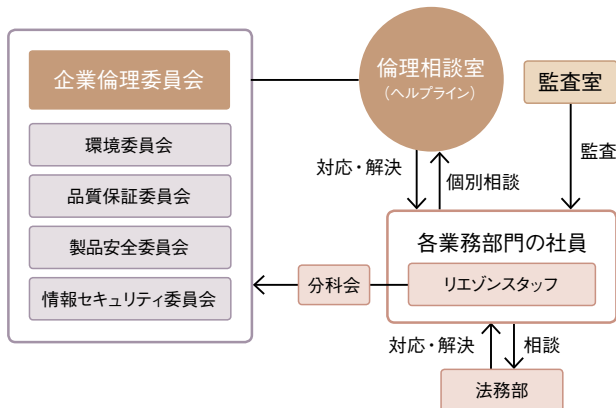 企業倫理委員会
環境委員会
品質保証委員会
製品安全委員会
情報セキュリティ委員会
倫理相談室
(ヘルプライン)
監査室
対応・解決
個別相談
監査
各業務部門の社員
リエゾンスタッフ
分科会
対応・解決
相談
法務部